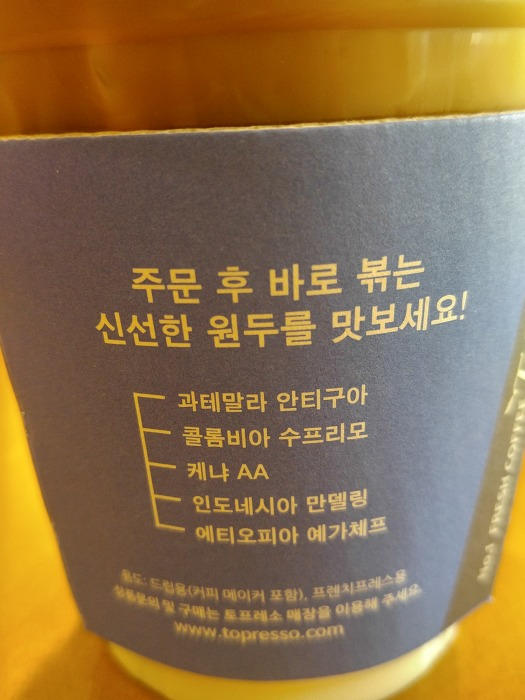 주문 후 바로 볶는
신선한 원두를 맛보세요!
과테말라 안티구아
콜롬비아 수프리모
케냐 AA
인도네시아 만델링
에티오피아 예가체프
용도: 드립용(커피 메이커 포함), 프렌치프레스용
상품문의 및 구매는 토프레소 매장을 이용해 주세요
www.topresso.com
FRESH